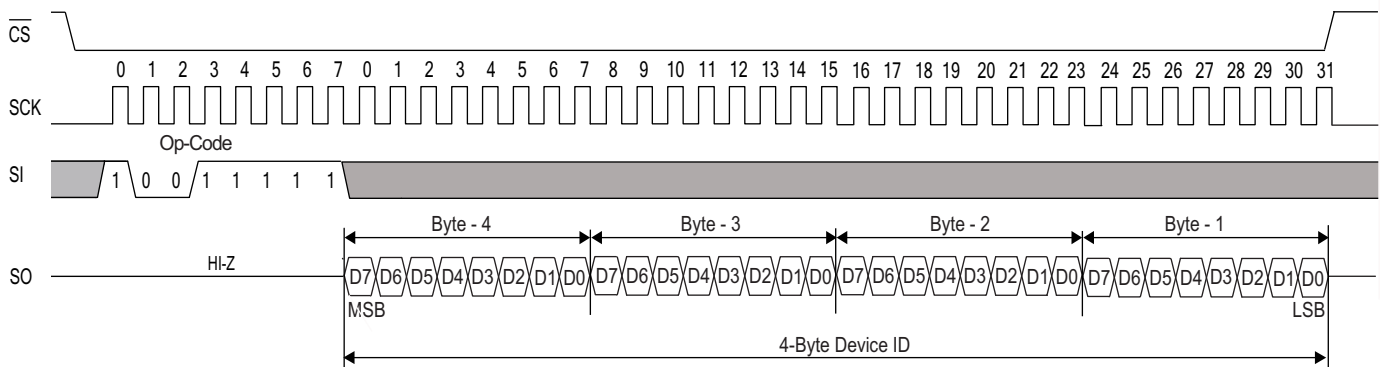 CS
0 1 2 3 4 5 6 7 0 1 2 3 4 5 6 7 8 9 10 11 12 13 14 15 16 17 18 19 20 21 22 23 24 25 26 27 28 29 30 31
SCK
Op-Code
SI 1 0 0 1 1 1 1 1
Byte - 4 Byte - 3 Byte - 2 Byte - 1
SO HI-Z D7 D6 D5 D4 D3 D2 D1 D0 D7 D6 D5 D4 D3 D2 D1 D0 D7 D6 D5 D4 D3 D2 D1 D0 D7 D6 D5 D4 D3 D2 D1 D0
MSB LSB
4-Byte Device ID